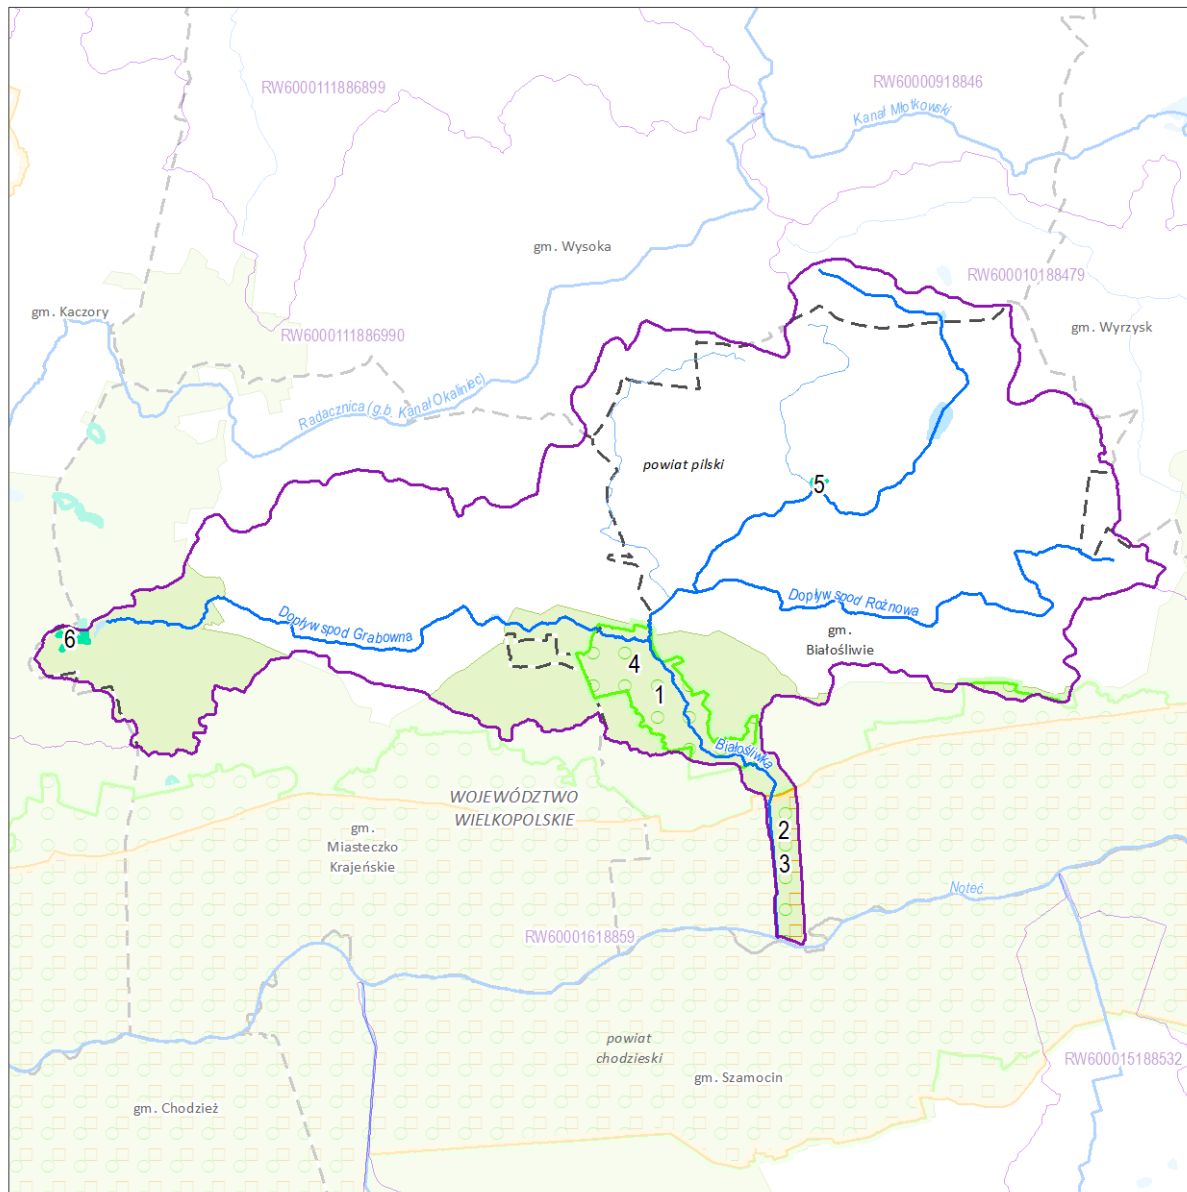 RW6000111886899
RW60000918846
Kanał Młotkowski
gm. Wysoka
RW600010188479
gm. Kaczory
gm. Wyrzysk
RW6000111886990
Radacznica (g.b. Kanał Okaliniec)
powiat pilski
5
Dopływ spod Grabowna
Dopływ spod Rożnowa
gm.
Białośliwie
6
4
1
Białośliwka
WOJEWÓDZTWO
WIELKOPOLSKIE
gm.
Miasteczko
Krajeńskie
2
3
Noteć
RW60001618859
powiat
chodzieski
RW600015188532
gm. Szamocin
gm. Chodzież